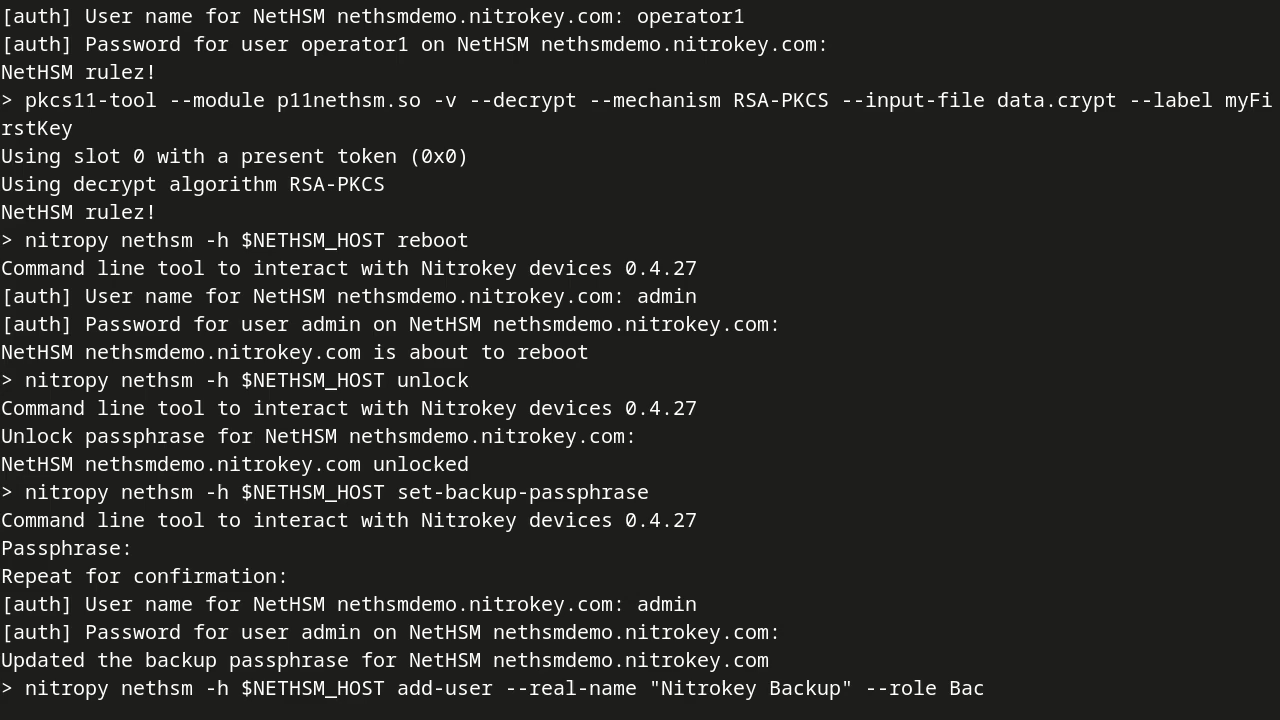 [auth] User name for NetHSM nethsmdemo.nitrokey.com: operator1
[auth] Password for user operator1 on NetHSM nethsmdemo.nitrokey.com:
NetHSM rulez!
> pkcs11-tool --module p11nethsm.so -v --decrypt --mechanism RSA-PKCS --input-file data.crypt --label myFi
rstKey
Using slot 0 with a present token (0x0)
Using decrypt algorithm RSA-PKCS
NetHSM rulez!
> nitropy nethsm -h $NETHSM_HOST reboot
Command line tool to interact with Nitrokey devices 0.4.27
[auth] User name for NetHSM nethsmdemo.nitrokey.com: admin
[auth] Password for user admin on NetHSM nethsmdemo.nitrokey.com:
NetHSM nethsmdemo.nitrokey.com is about to reboot
> nitropy nethsm -h $NETHSM_HOST unlock
Command line tool to interact with Nitrokey devices 0.4.27
Unlock passphrase for NetHSM nethsmdemo.nitrokey.com:
NetHSM nethsmdemo.nitrokey.com unlocked
> nitropy nethsm -h $NETHSM_HOST set-backup-passphrase
Command line tool to interact with Nitrokey devices 0.4.27
Passphrase:
Repeat for confirmation:
[auth] User name for NetHSM nethsmdemo.nitrokey.com: admin
[auth] Password for user admin on NetHSM nethsmdemo.nitrokey.com:
Updated the backup passphrase for NetHSM nethsmdemo.nitrokey.com
> nitropy nethsm -h $NETHSM_HOST add-user --real-name "Nitrokey Backup" --role Bac